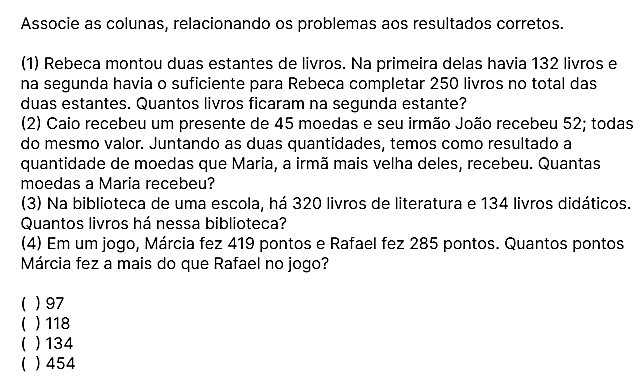 Associe as colunas, relacionando os problemas aos resultados corretos.
(1) Rebeca montou duas estantes de livros. Na primeira delas havia 132 livros e
na segunda havia o suficiente para Rebeca completar 250 livros no total das
duas estantes. Quantos livros ficaram na segunda estante?
(2) Caio recebeu um presente de 45 moedas e seu irmão João recebeu 52; todas
do mesmo valor. Juntando as duas quantidades, temos como resultado a
quantidade de moedas que Maria, a irmã mais velha deles, recebeu. Quantas
moedas a Maria recebeu?
(3) Na biblioteca de uma escola, há 320 livros de literatura e 134 livros didáticos.
Quantos livros há nessa biblioteca?
(4) Em um jogo, Márcia fez 419 pontos e Rafael fez 285 pontos. Quantos pontos
Márcia fez a mais do que Rafael no jogo?
( ) 97
( ) 118
( ) 134
( ) 454